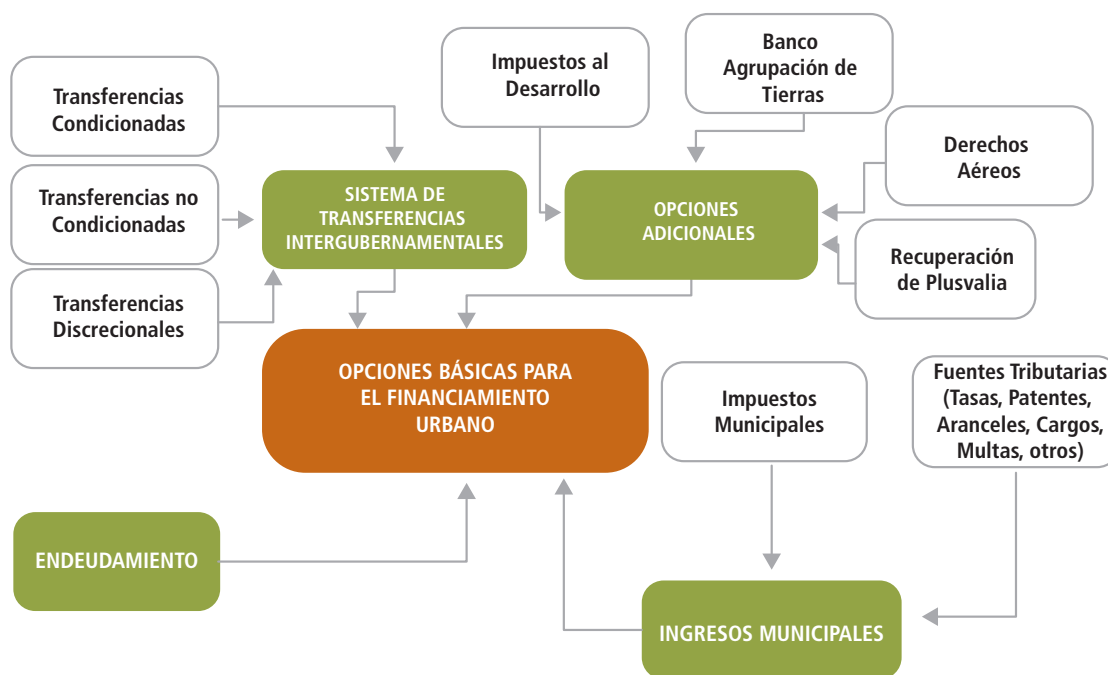 Transferencias
Condicionadas
Impuestos al
Desarrollo
Banco
Agrupación de
Tierras
Derechos
Aéreos
Transferencias no
Condicionadas
SISTEMA DE
TRANSFERENCIAS
INTERGUBERNAMENTALES
OPCIONES
ADICIONALES
Recuperación
de Plusvalia
Transferencias
Discrecionales
OPCIONES BÁSICAS PARA
EL FINANCIAMIENTO
URBANO
Impuestos
Municipales
Fuentes Tributarias
(Tasas, Patentes,
Aranceles, Cargos,
Multas, otros)
ENDEUDAMIENTO
INGRESOS MUNICIPALES